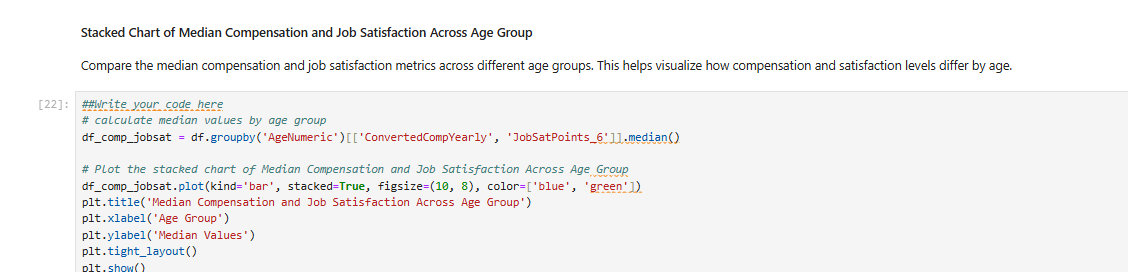 Stacked Chart of Median Compensation and Job Satisfaction Across Age Group
Compare the median compensation and job satisfaction metrics across different age groups. This helps visualize how compensation and satisfaction levels differ by age.
[22]: ##Write your code here
# calculate median values by age group
df_comp_jobsat = df.groupby('AgeNumeric')[['ConvertedCompYearly', 'JobSatPoints_6']].median()
# Plot the stacked chart of Median Compensation and Job Satisfaction Across Age Group
df_comp_jobsat.plot(kind='bar', stacked=True, figsize=(10, 8), color=['blue', 'green'])
plt.title('Median Compensation and Job Satisfaction Across Age Group')
plt.xlabel('Age Group')
plt.ylabel('Median Values')
plt.tight_layout()
plt.show()